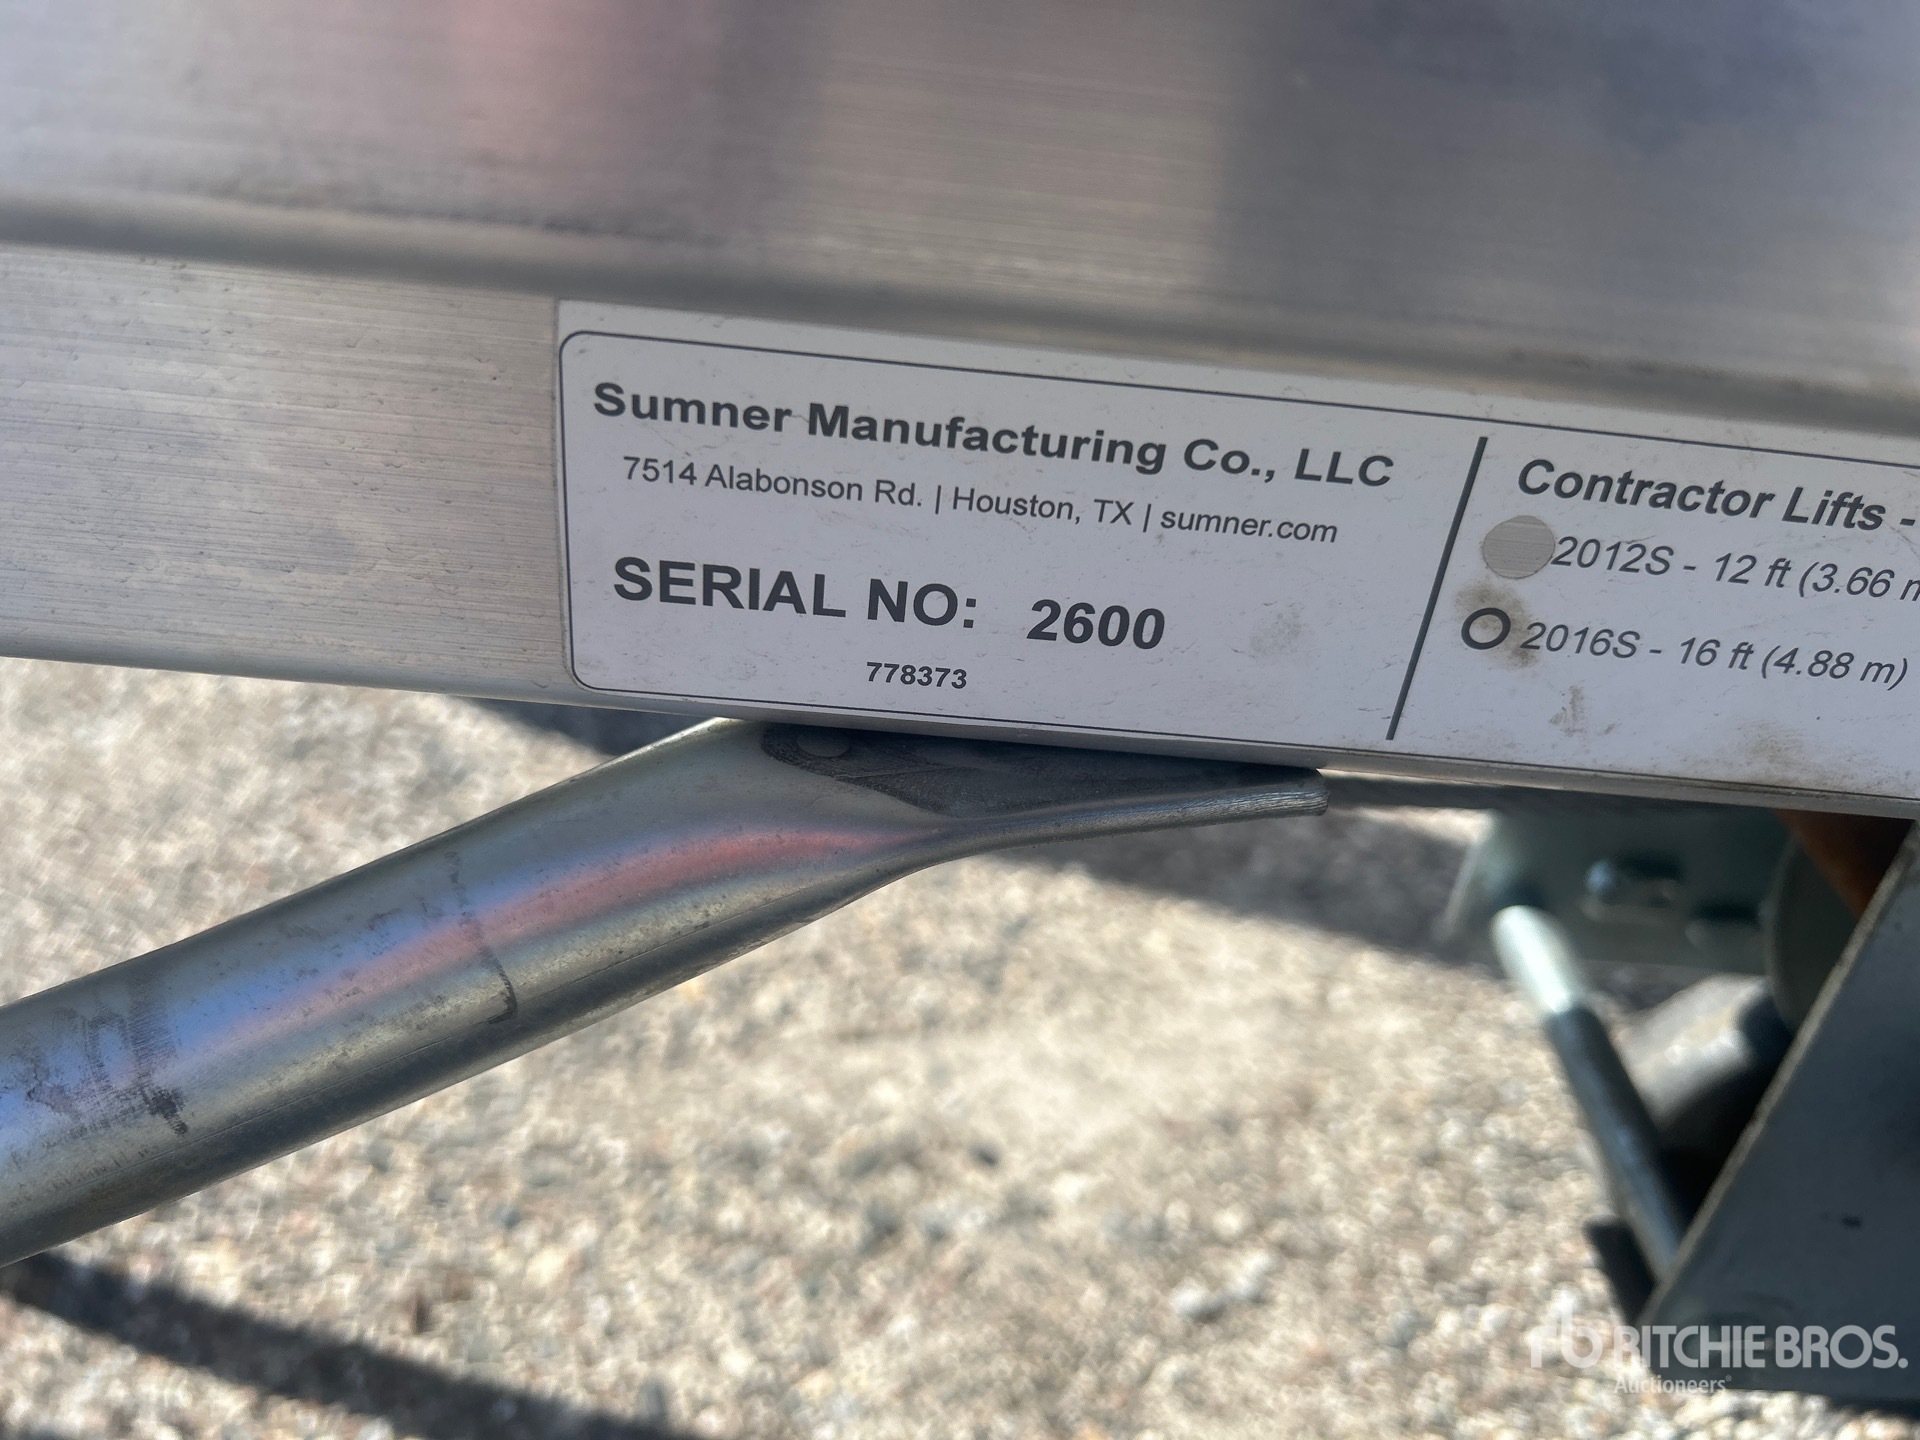 Sumner Manufacturing Co., LLC
7514 Alabonson Rd. | Houston, TX | sumner.com
SERIAL NO: 2600
778373
Contractor Lifts -
2012S - 12 ft (3.66 m
2016S - 16 ft (4.88 m)
rb RITCHIE BROS.
Auctioneers®